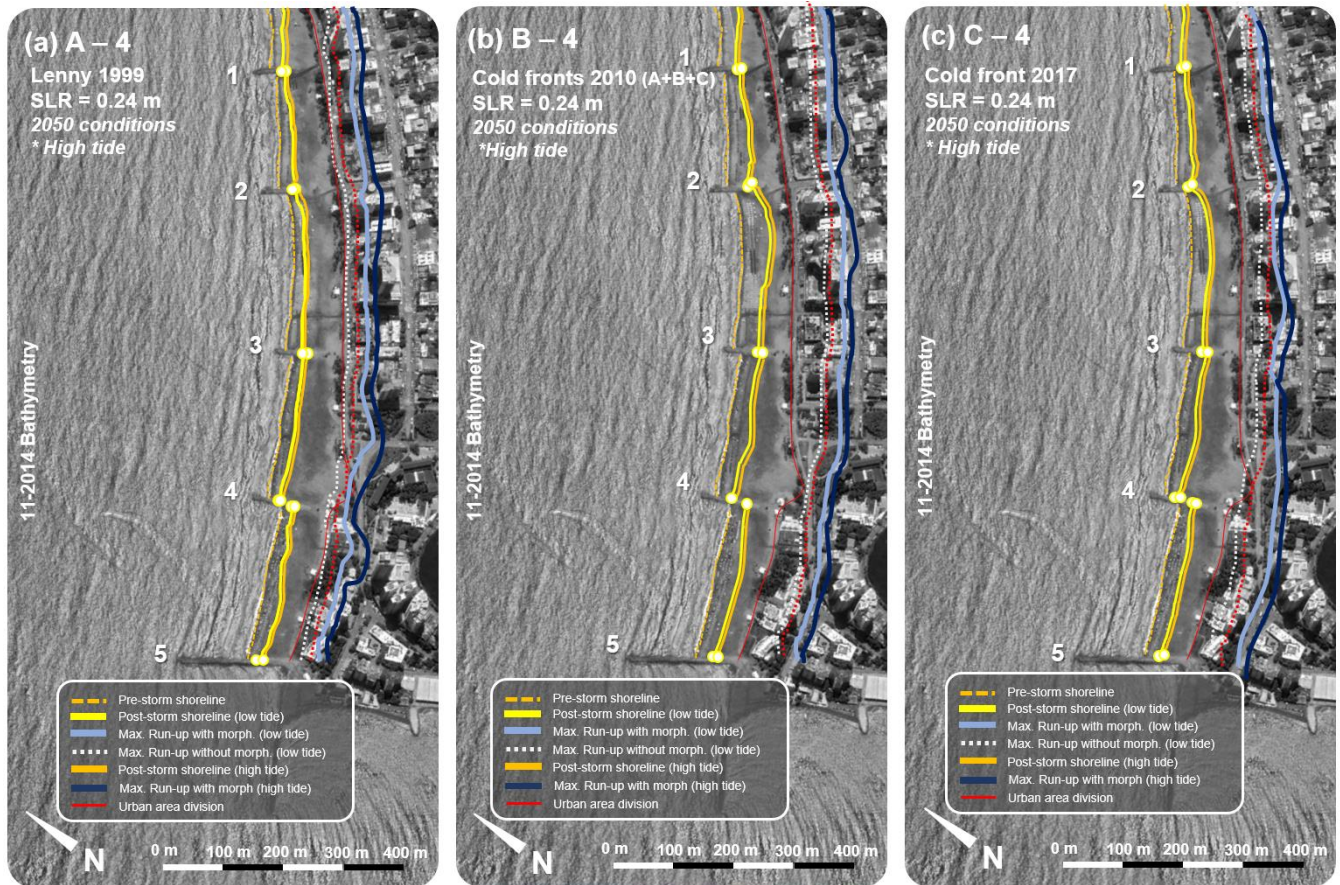 (a) A – 4
Lenny 1999
SLR = 0.24 m
2050 conditions
* High tide
1
2
3
4
5
11-2014 Bathymetry
Pre-storm shoreline
Post-storm shoreline (low tide)
Max. Run-up with morph. (low tide)
Max. Run-up without morph. (low tide)
Post-storm shoreline (high tide)
Max. Run-up with morph (high tide)
Urban area division
N
0 m 100 m 200 m 300 m 400 m
(b) B – 4
Cold fronts 2010 (A+B+C)
SLR = 0.24 m
2050 conditions
*High tide
1
2
3
4
5
11-2014 Bathymetry
Pre-storm shoreline
Post-storm shoreline (low tide)
Max. Run-up with morph. (low tide)
Max. Run-up without morph. (low tide)
Post-storm shoreline (high tide)
Max. Run-up with morph (high tide)
Urban area division
N
0 m 100 m 200 m 300 m 400 m
(c) C – 4
Cold front 2017
SLR = 0.24 m
2050 conditions
* High tide
1
2
3
4
5
11-2014 Bathymetry
Pre-storm shoreline
Post-storm shoreline (low tide)
Max. Run-up with morph. (low tide)
Max. Run-up without morph. (low tide)
Post-storm shoreline (high tide)
Max. Run-up with morph (high tide)
Urban area division
N
0 m 100 m 200 m 300 m 400 m